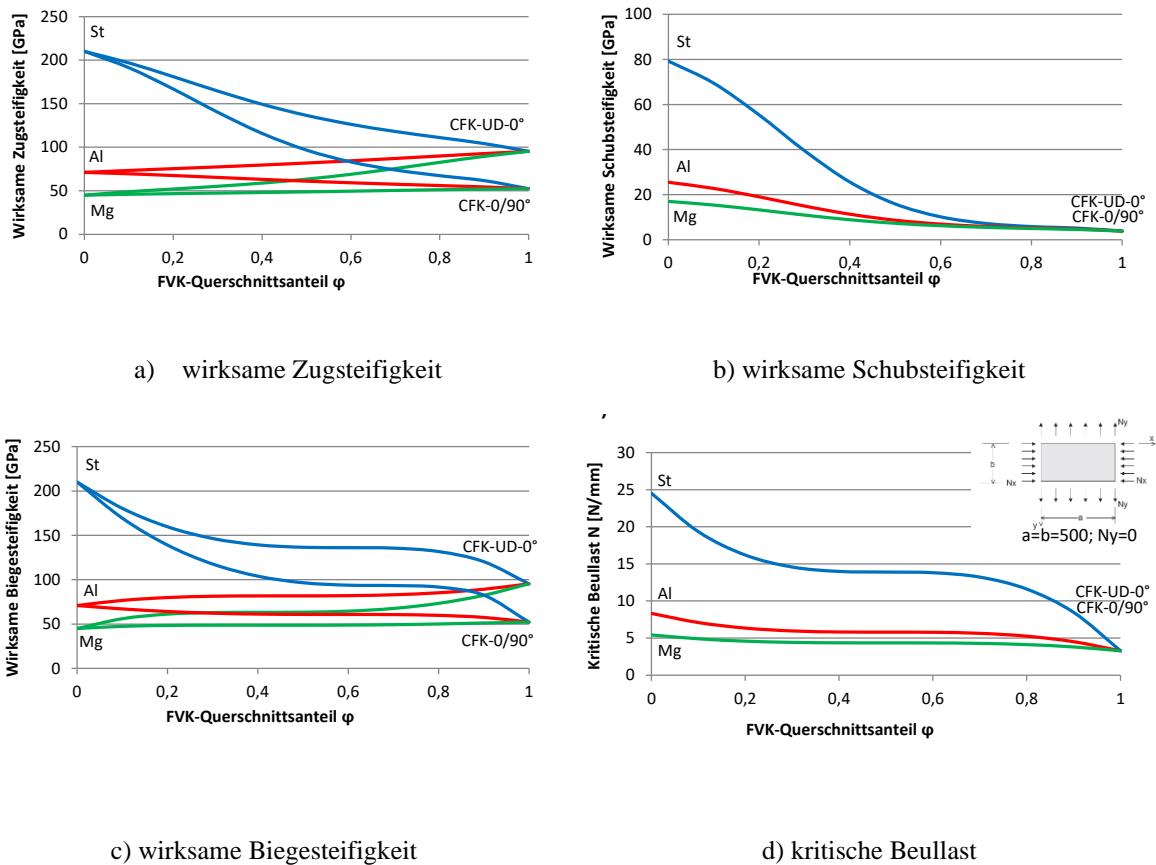 Wirksame Zugsteifigkeit [GPa]
250
200
150
100
50
0
St
Al
Mg
CFK-UD-0°
CFK-0/90°
0 0,2 0,4 0,6 0,8 1
FVK-Querschnittsanteil φ
a) wirksame Zugsteifigkeit
Wirksame Schubsteifigkeit [GPa]
100
80
60
40
20
0
St
Al
Mg
CFK-UD-0°
CFK-0/90°
0 0,2 0,4 0,6 0,8 1
FVK-Querschnittsanteil φ
b) wirksame Schubsteifigkeit
Wirksame Biegesteifigkeit [GPa]
250
200
150
100
50
0
St
Al
Mg
CFK-UD-0°
CFK-0/90°
0 0,2 0,4 0,6 0,8 1
FVK-Querschnittsanteil φ
c) wirksame Biegesteifigkeit
Kritische Beullast N [N/mm]
30
25
20
15
10
5
0
St
Al
Mg
Ny
x
b
Nx
Nx
Ny
a
y
a=b=500; Ny=0
CFK-UD-0°
CFK-0/90°
0 0,2 0,4 0,6 0,8 1
FVK-Querschnittsanteil φ
d) kritische Beullast